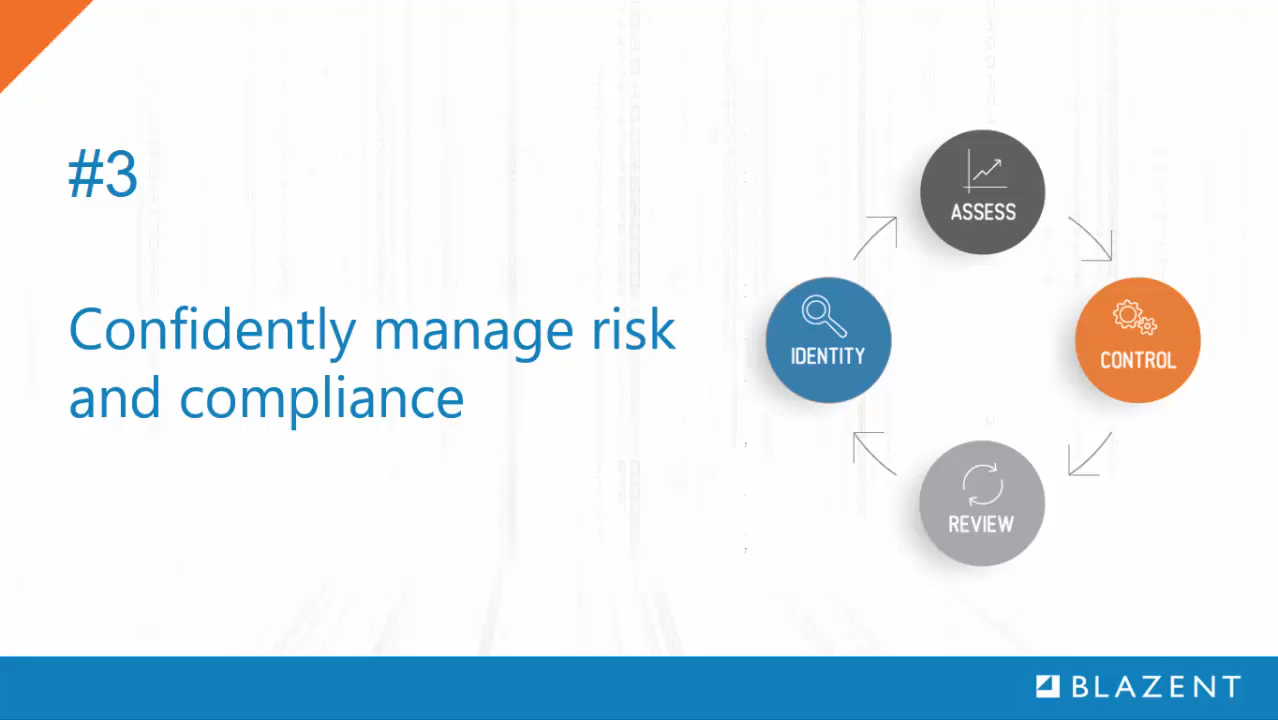 #3
Confidently manage risk
and compliance
ASSESS
IDENTITY
CONTROL
REVIEW
BLAZENT